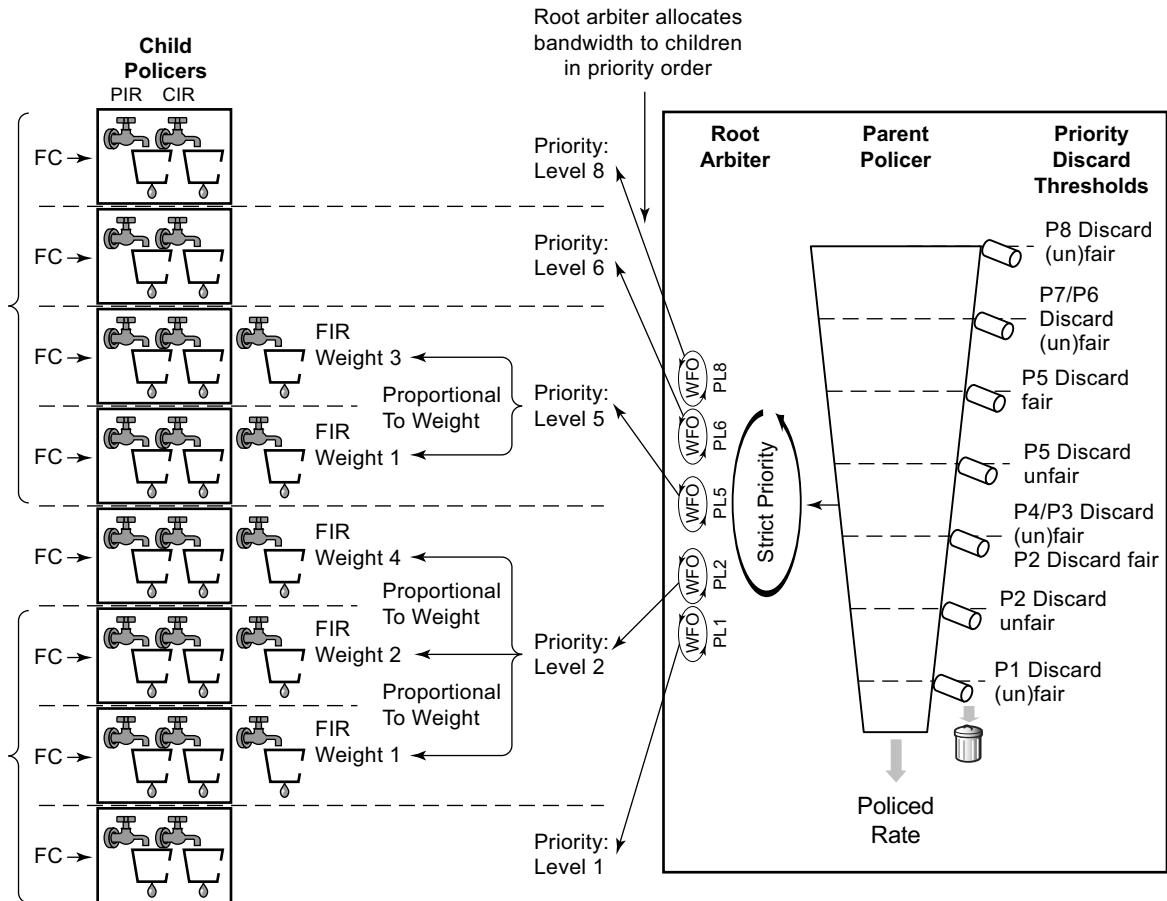 Root arbiter allocates
bandwidth to children
in priority order
Child
Policers
PIR CIR
FC
FC
FC
FC
FC
FC
FC
FC
FIR
Weight 3
Proportional
To Weight
FIR
Weight 1
FIR
Weight 4
Proportional
To Weight
FIR
Weight 2
Proportional
To Weight
FIR
Weight 1
Priority:
Level 8
Priority:
Level 6
Priority:
Level 5
Priority:
Level 2
Priority:
Level 1
Root
Arbiter
WFO
PL8
WFO
PL6
WFO
PL5
WFO
PL2
WFO
PL1
Strict Priority
Parent
Policer
Policed
Rate
Priority
Discard
Thresholds
P8 Discard
(un)fair
P7/P6
Discard
(un)fair
P5 Discard
fair
P5 Discard
unfair
P4/P3 Discard
(un)fair
P2 Discard fair
P2 Discard
unfair
P1 Discard
(un)fair